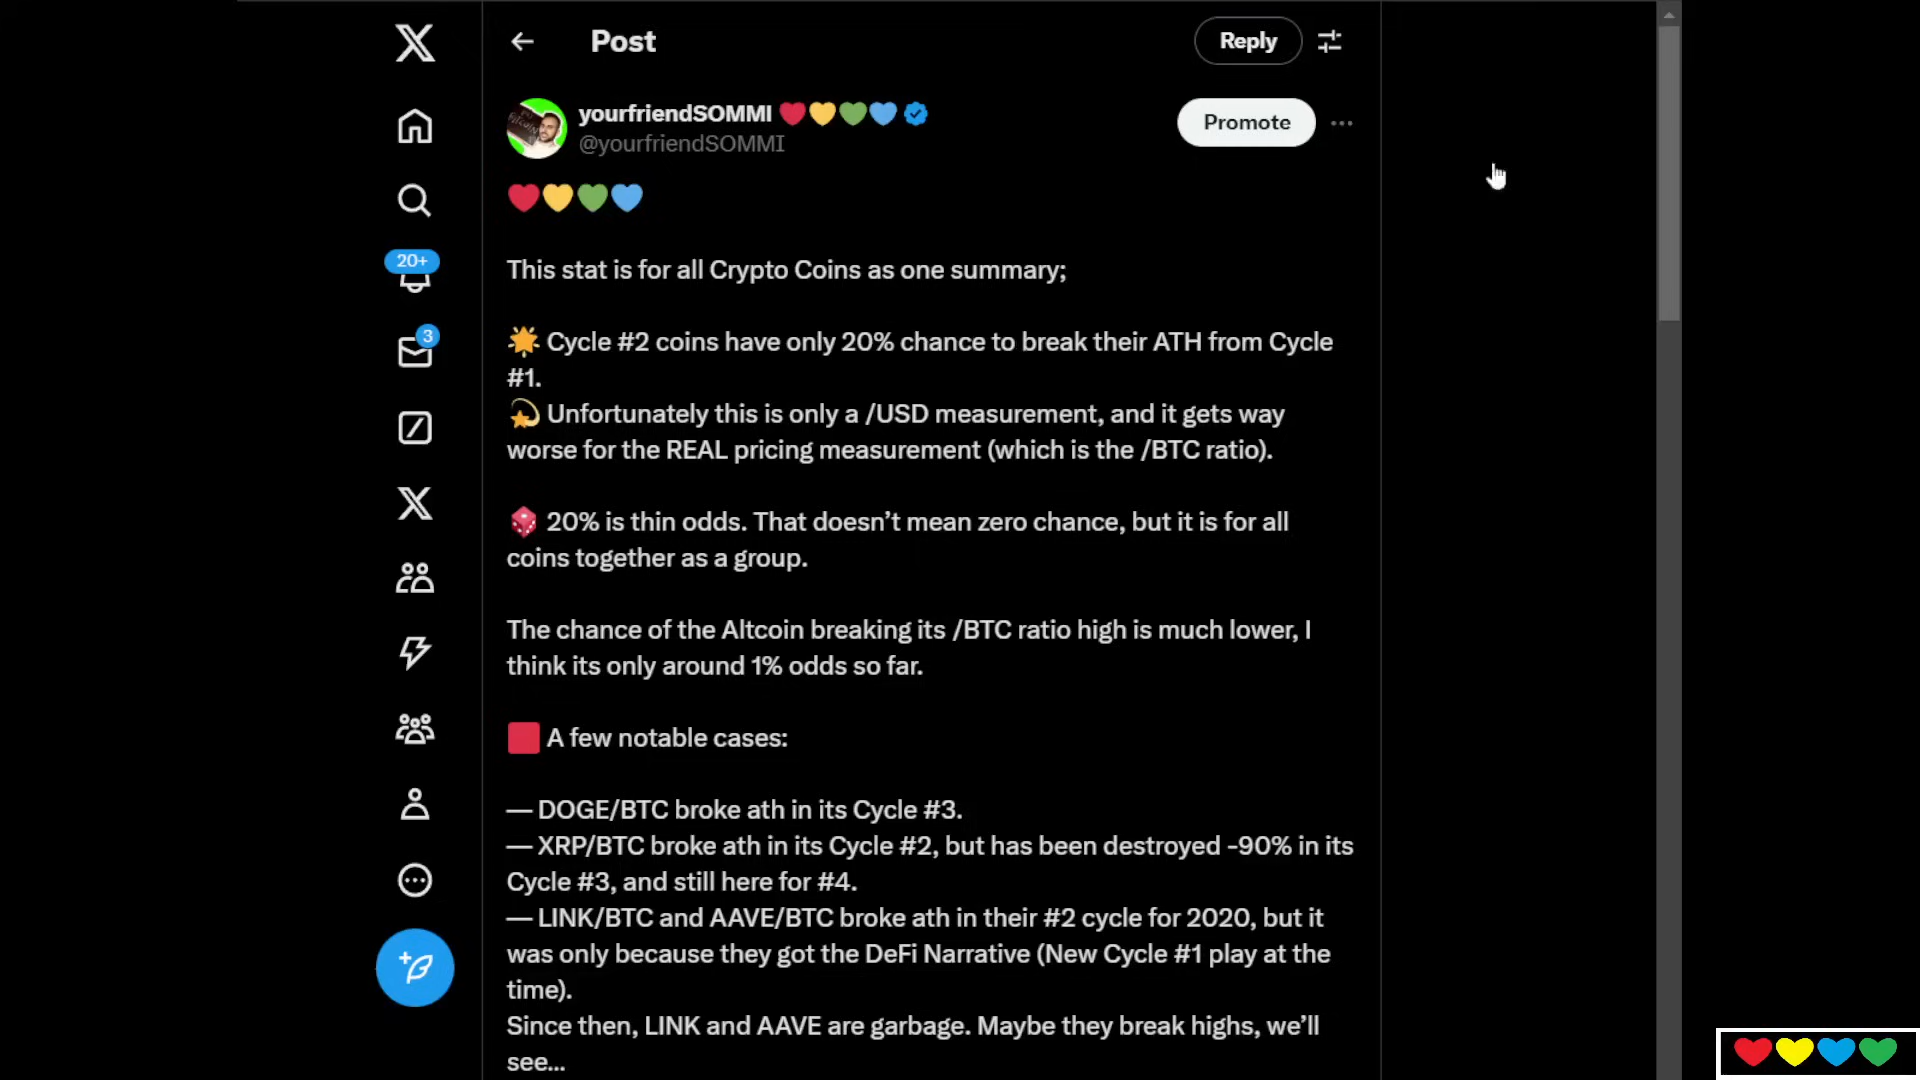 Post
Reply
yourfriendSOMMI
@yourfriendSOMMI
Promote
This stat is for all Crypto Coins as one summary;
Cycle #2 coins have only 20% chance to break their ATH from Cycle
#1.
Unfortunately this is only a /USD measurement, and it gets way
worse for the REAL pricing measurement (which is the /BTC ratio).
20% is thin odds. That doesn’t mean zero chance, but it is for all
coins together as a group.
The chance of the Altcoin breaking its /BTC ratio high is much lower, I
think its only around 1% odds so far.
A few notable cases:
— DOGE/BTC broke ath in its Cycle #3.
— XRP/BTC broke ath in its Cycle #2, but has been destroyed -90% in its
Cycle #3, and still here for #4.
— LINK/BTC and AAVE/BTC broke ath in their #2 cycle for 2020, but it
was only because they got the DeFi Narrative (New Cycle #1 play at the
time).
Since then, LINK and AAVE are garbage. Maybe they break highs, we’ll
see...
20+
3